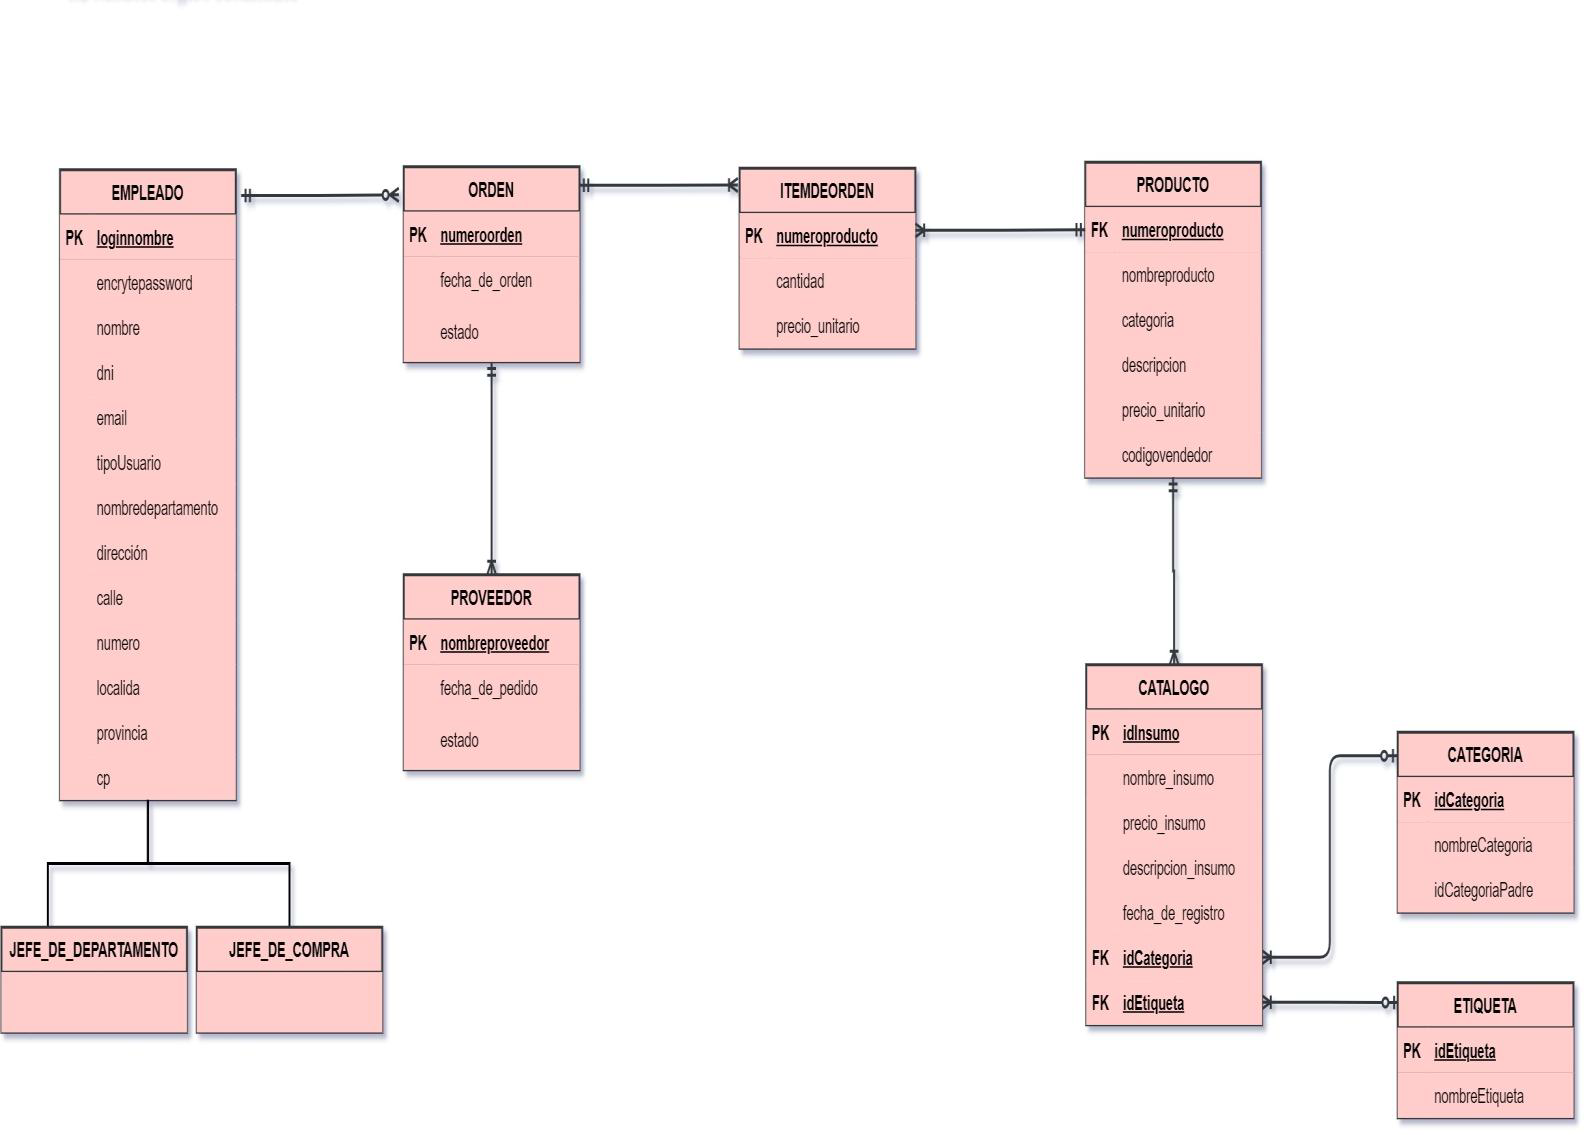 EMPLEADO
PK loginnombre
encrytepassword
nombre
dni
email
tipoUsuario
nombredepartamento
dirección
calle
numero
localida
provincia
cp
JEFE_DE_DEPARTAMENTO
JEFE_DE_COMPRA
ORDEN
PK numeroorden
fecha_de_orden
estado
PROVEEDOR
PK nombreproveedor
fecha_de_pedido
estado
ITEMDEORDEN
PK numeroproducto
cantidad
precio_unitario
PRODUCTO
FK numeroproducto
nombreproducto
categoria
descripcion
precio_unitario
codigovendedor
CATALOGO
PK idInsumo
nombre_insumo
precio_insumo
descripcion_insumo
fecha_de_registro
FK idCategoria
FK idEtiqueta
CATEGORIA
PK idCategoria
nombreCategoria
idCategoriaPadre
ETIQUETA
PK idEtiqueta
nombreEtiqueta